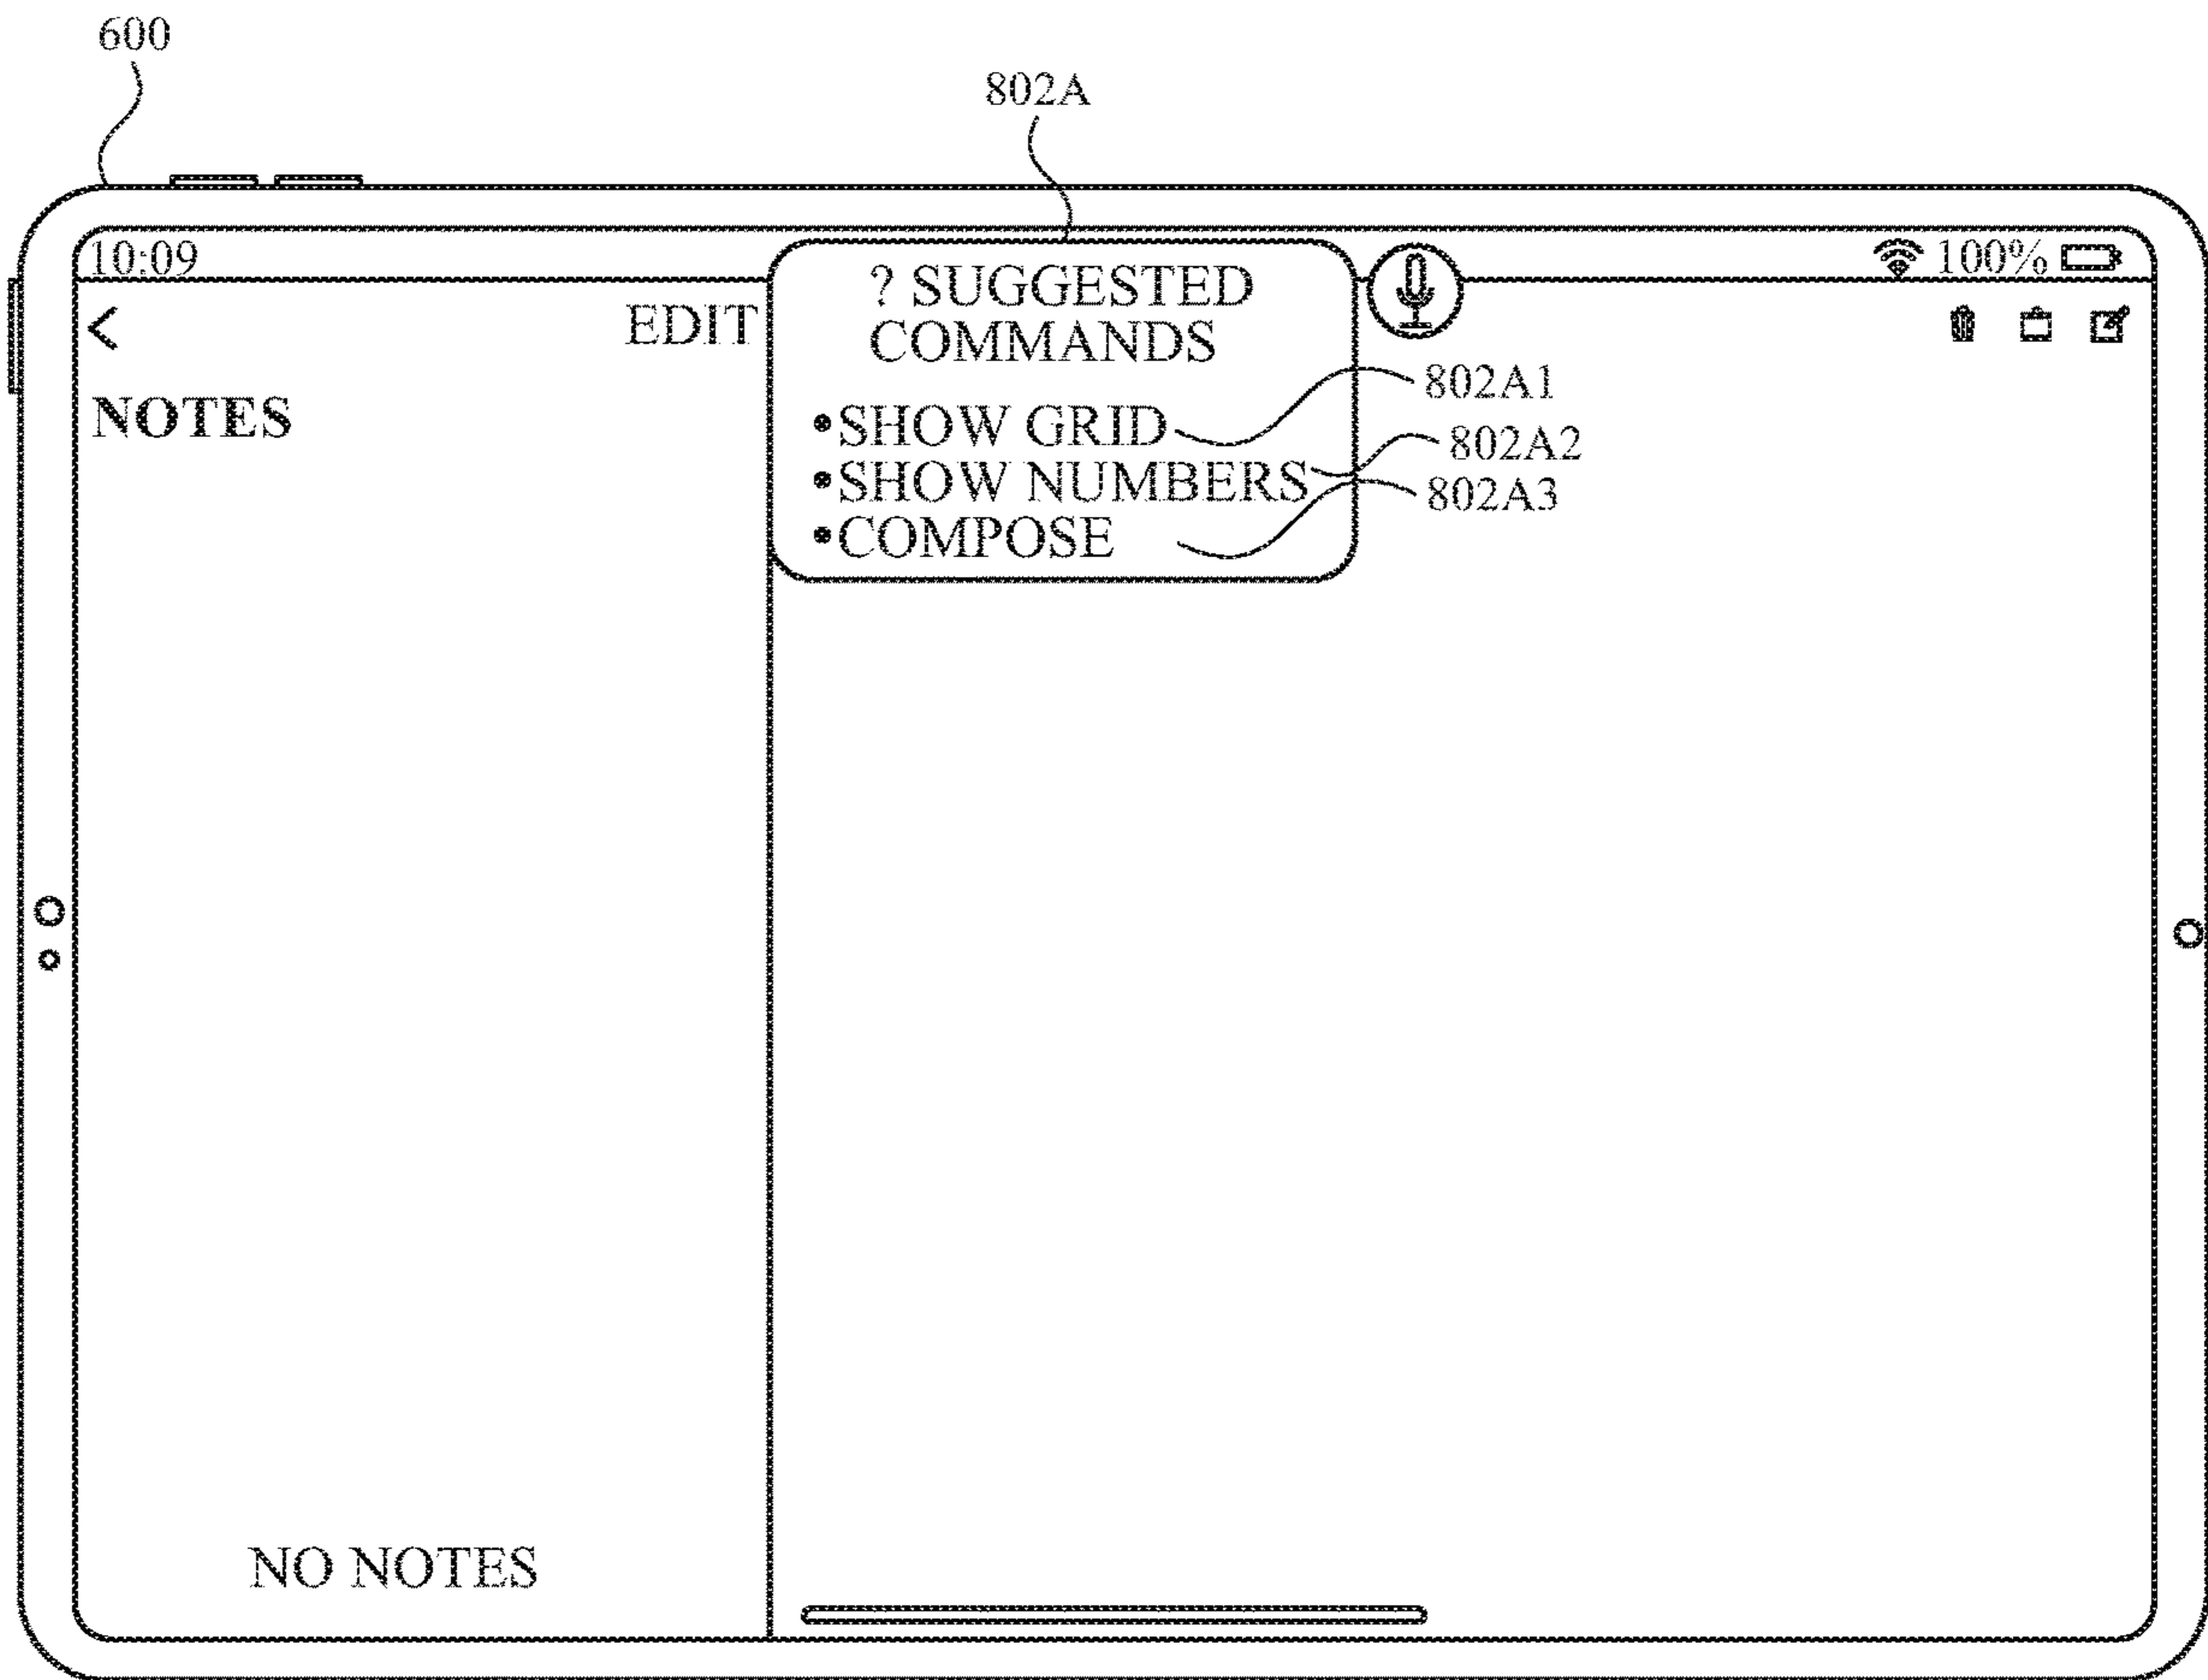 600
802A
10:09
100%
<
EDIT
? SUGGESTED
COMMANDS
NOTES
•SHOW GRID
802A1
•SHOW NUMBERS
802A2
•COMPOSE
802A3
NO NOTES